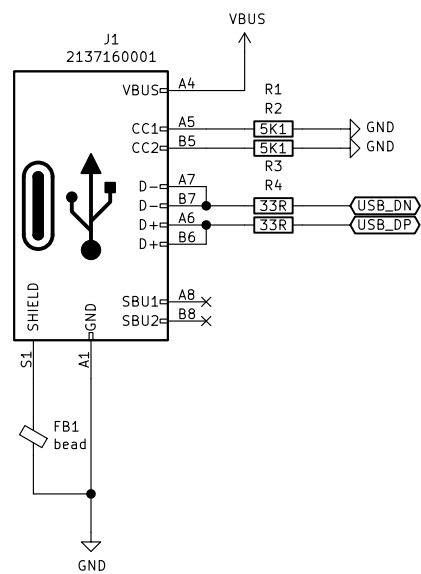 VBUS
J1
2137160001
VBUS A4
R1
R2
CC1 A5 5K1 GND
CC2 B5 5K1 GND
R3
D- A7
R4
D- B7 33R USB_DN
D+ A6 33R USB_DP
D+ B6
SBU1 A8
SBU2 B8
SHIELD
GND
S1
A1
FB1
bead
GND